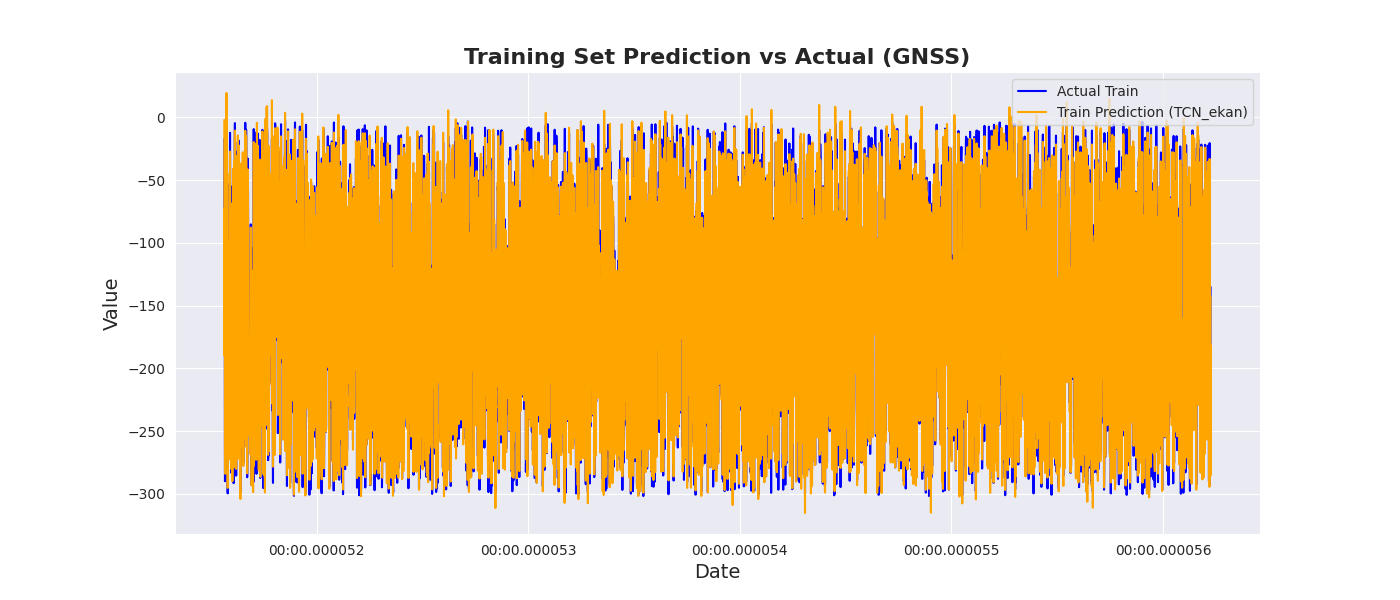 Training Set Prediction vs Actual (GNSS)
Actual Train
Train Prediction (TCN_ekan)
Value
0
−50
−100
−150
−200
−250
−300
00:00.000052
00:00.000053
00:00.000054
00:00.000055
00:00.000056
Date